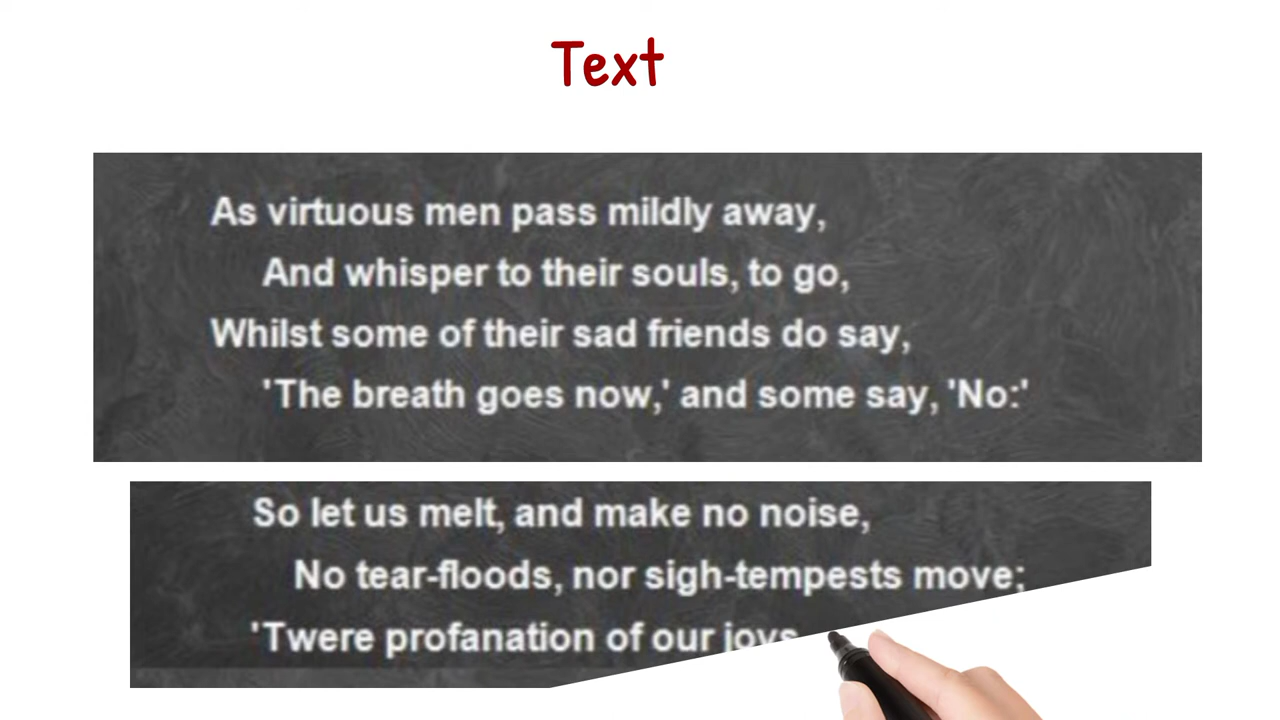 Text
As virtuous men pass mildly away,
And whisper to their souls, to go,
Whilst some of their sad friends do say,
'The breath goes now,' and some say, 'No:'
So let us melt, and make no noise,
No tear-floods, nor sigh-tempests move;
'Twere profanation of our joys